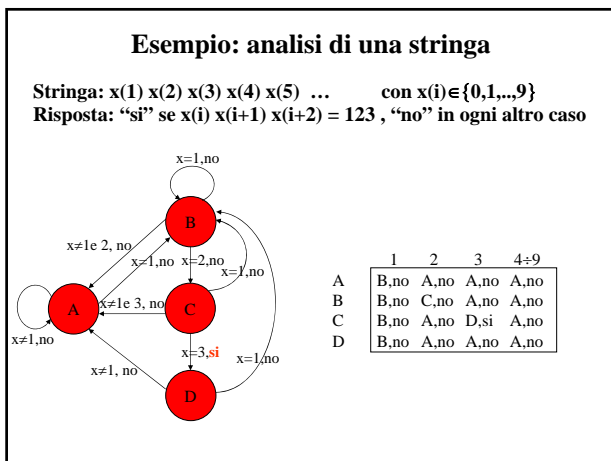 Esempio: analisi di una stringa
Stringa: x(1) x(2) x(3) x(4) x(5) … con x(i)∈{0,1,..,9}
Risposta: “si” se x(i) x(i+1) x(i+2) = 123 , “no” in ogni altro caso
x=1,no
B
x≠1e 2, no
x=1,no
x=2,no
x=1,no
A
x≠1e 3, no
C
x≠1,no
x=3,si
x=1,no
x≠1, no
D
1 2 3 4÷9
A B,no A,no A,no A,no
B B,no C,no A,no A,no
C B,no A,no D,si A,no
D B,no A,no A,no A,no